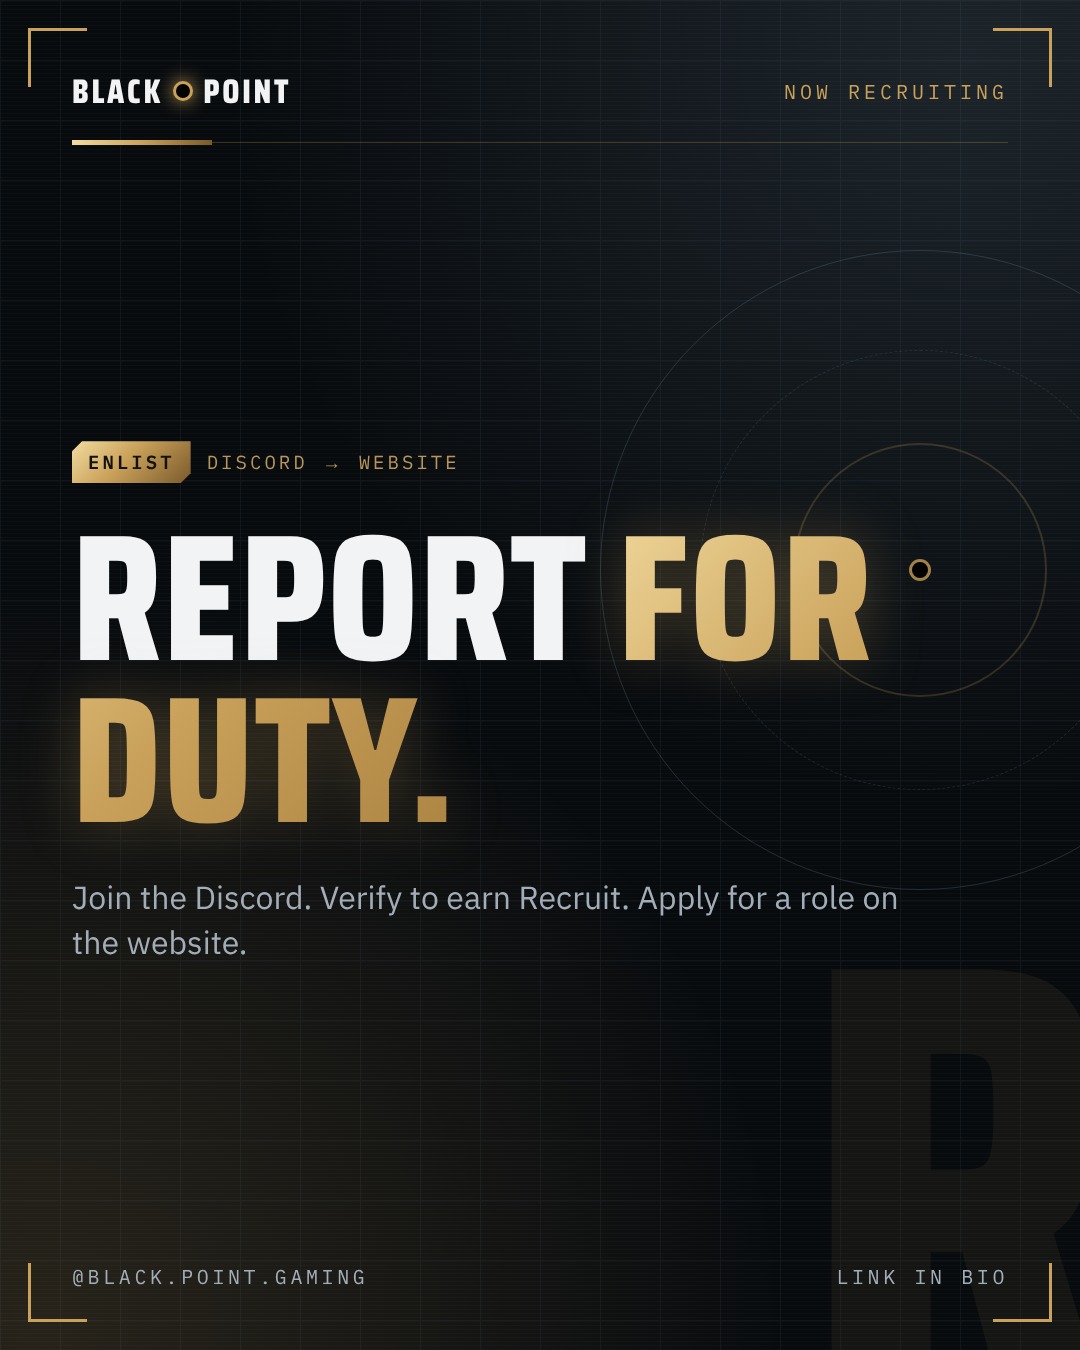 BLACK POINT
NOW RECRUITING
ENLIST DISCORD → WEBSITE
REPORT FOR
DUTY.
Join the Discord. Verify to earn Recruit. Apply for a role on
the website.
R
@BLACK.POINT.GAMING
LINK IN BIO